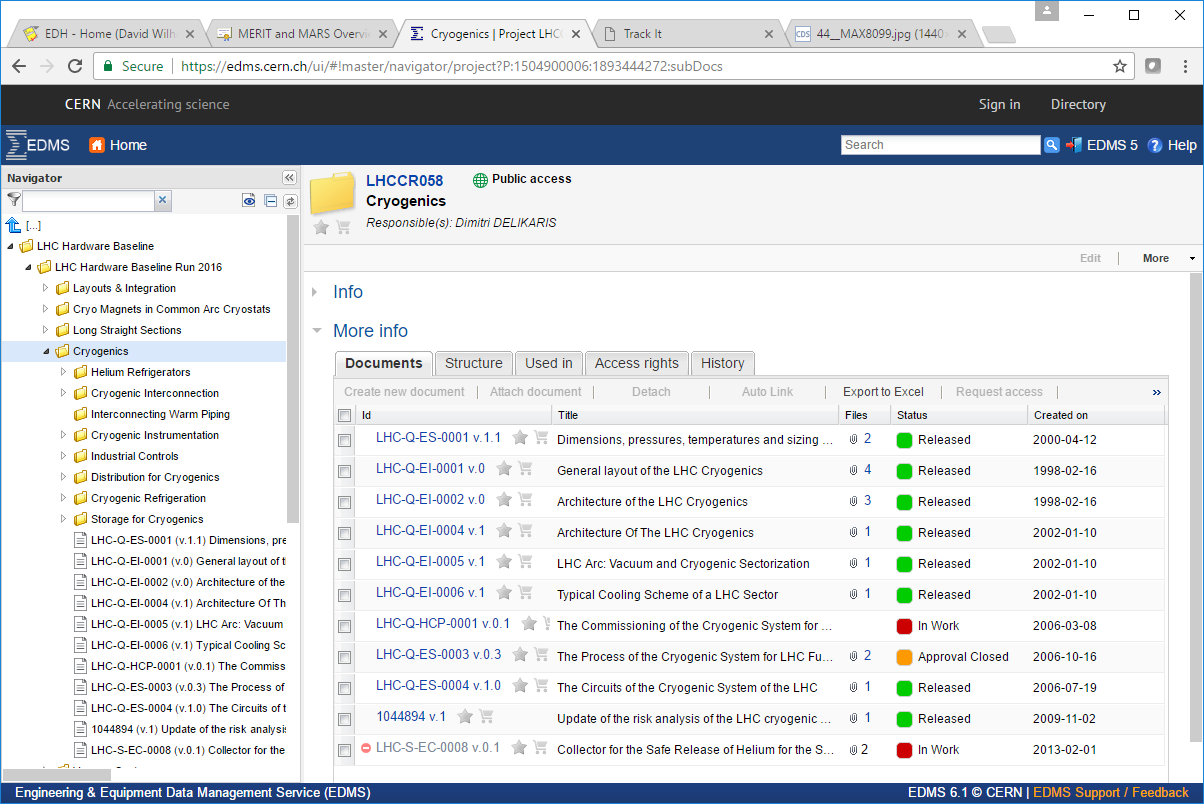 EDH - Home (David Wilh
MERIT and MARS Overvi
Cryogenics | Project LHCC
Track It
CDS 44__MAX8099.jpg (1440
Secure https://edms.cern.ch/ui/#!master/navigator/project?P:1504900006:1893444272:subDocs
CERN Accelerating science Sign in Directory
EDMS Home Search EDMS 5 Help
Navigator
[...]
LHC Hardware Baseline
LHC Hardware Baseline Run 2016
Layouts & Integration
Cryo Magnets in Common Arc Cryostats
Long Straight Sections
Cryogenics
Helium Refrigerators
Cryogenic Interconnection
Interconnecting Warm Piping
Cryogenic Instrumentation
Industrial Controls
Distribution for Cryogenics
Cryogenic Refrigeration
Storage for Cryogenics
LHC-Q-ES-0001 (v.1.1) Dimensions, pre
LHC-Q-EI-0001 (v.0) General layout of t
LHC-Q-EI-0002 (v.0) Architecture of the
LHC-Q-EI-0004 (v.1) Architecture Of Th
LHC-Q-EI-0005 (v.1) LHC Arc: Vacuum
LHC-Q-EI-0006 (v.1) Typical Cooling Sc
LHC-Q-HCP-0001 (v.0.1) The Commiss
LHC-Q-ES-0003 (v.0.3) The Process of
LHC-Q-ES-0004 (v.1.0) The Circuits of t
1044894 (v.1) Update of the risk analysis
LHC-S-EC-0008 (v.0.1) Collector for the
LHCCR058 Public access
Cryogenics
Responsible(s): Dimitri DELIKARIS
Edit | More
Info
More info
Documents Structure Used in Access rights History
Create new document | Attach document | Detach | Auto Link | Export to Excel | Request access | »
Id Title Files Status Created on
LHC-Q-ES-0001 v.1.1 Dimensions, pressures, temperatures and sizing ... 2 Released 2000-04-12
LHC-Q-EI-0001 v.0 General layout of the LHC Cryogenics 4 Released 1998-02-16
LHC-Q-EI-0002 v.0 Architecture of the LHC Cryogenics 3 Released 1998-02-16
LHC-Q-EI-0004 v.1 Architecture Of The LHC Cryogenics 1 Released 2002-01-10
LHC-Q-EI-0005 v.1 LHC Arc: Vacuum and Cryogenic Sectorization 1 Released 2002-01-10
LHC-Q-EI-0006 v.1 Typical Cooling Scheme of a LHC Sector 1 Released 2002-01-10
LHC-Q-HCP-0001 v.0.1 The Commissioning of the Cryogenic System for ... In Work 2006-03-08
LHC-Q-ES-0003 v.0.3 The Process of the Cryogenic System for LHC Fu... 2 Approval Closed 2006-10-16
LHC-Q-ES-0004 v.1.0 The Circuits of the Cryogenic System of the LHC 1 Released 2006-07-19
1044894 v.1 Update of the risk analysis of the LHC cryogenic ... 1 Released 2009-11-02
LHC-S-EC-0008 v.0.1 Collector for the Safe Release of Helium for the S... 2 In Work 2013-02-01
Engineering & Equipment Data Management Service (EDMS) EDMS 6.1 © CERN | EDMS Support / Feedback